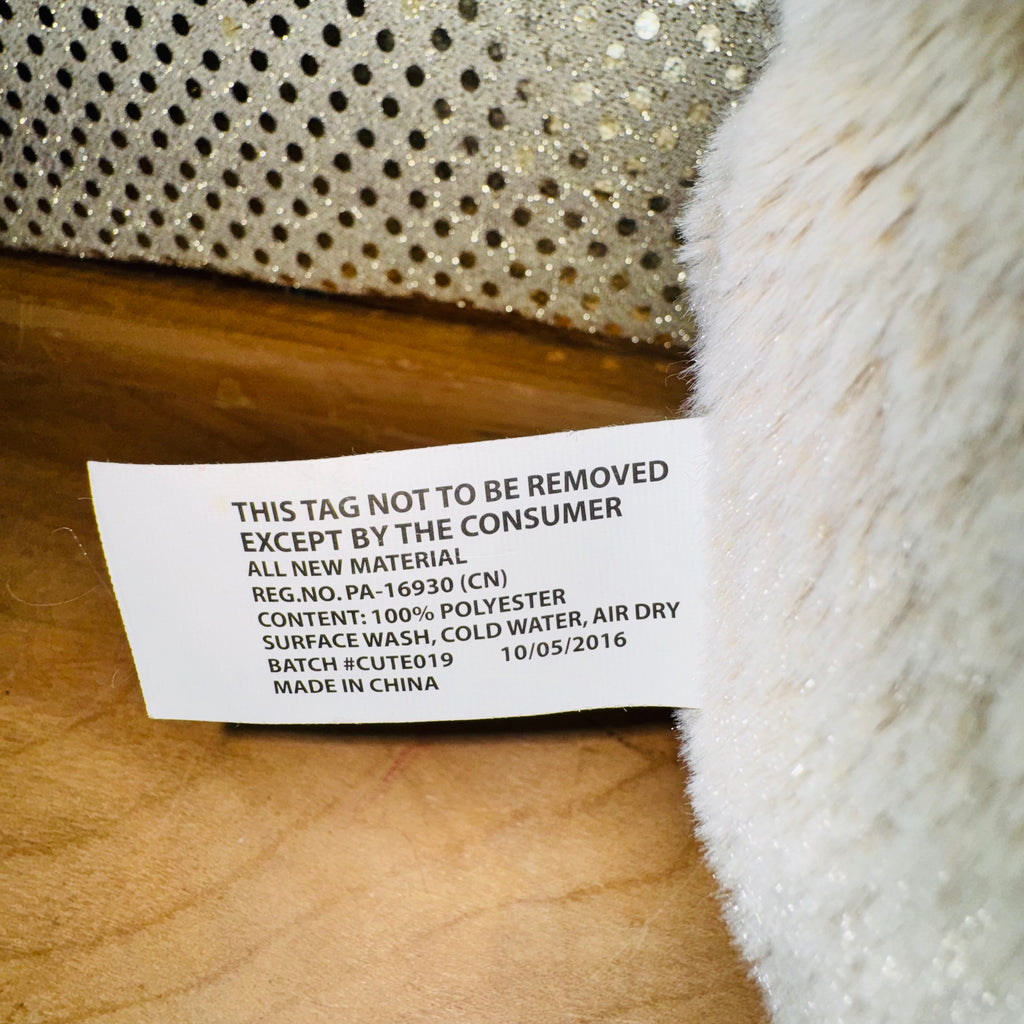 THIS TAG NOT TO BE REMOVED
EXCEPT BY THE CONSUMER
ALL NEW MATERIAL
REG.NO. PA-16930 (CN)
CONTENT: 100% POLYESTER
SURFACE WASH, COLD WATER, AIR DRY
BATCH #CUTE019 10/05/2016
MADE IN CHINA